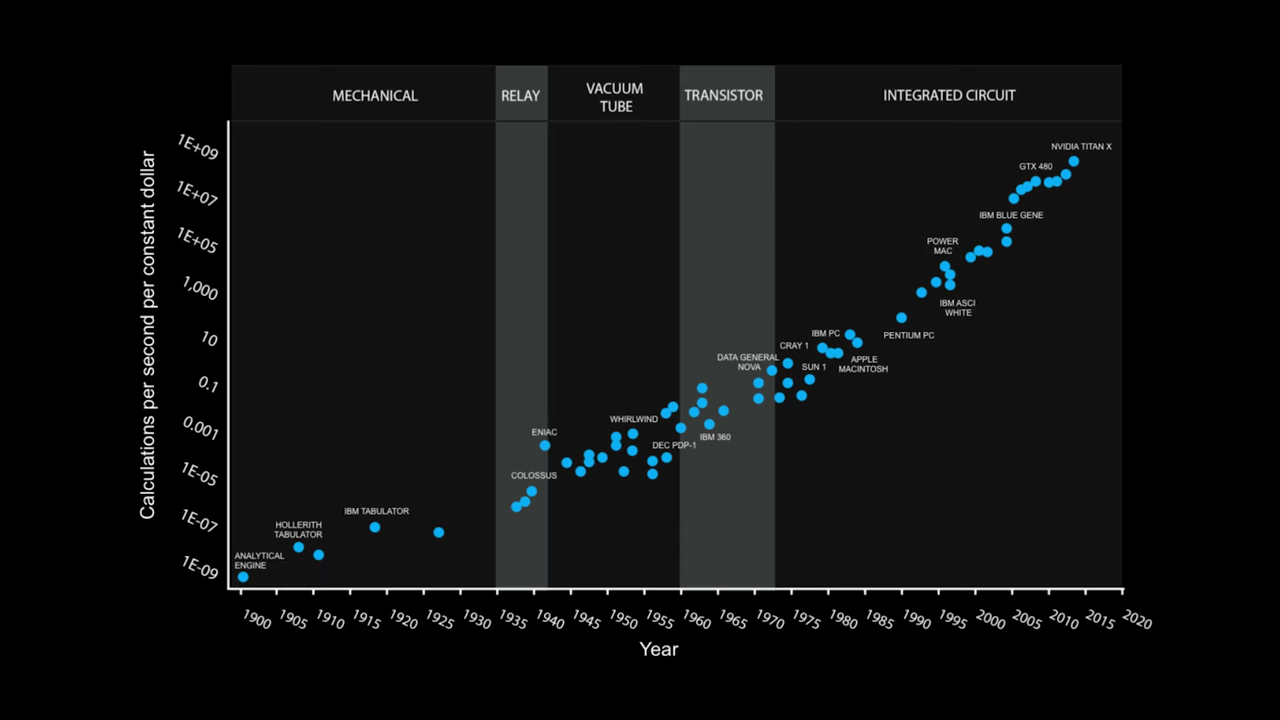 MECHANICAL
RELAY
VACUUM
TUBE
TRANSISTOR
INTEGRATED CIRCUIT
Calculations per second per constant dollar
1E+09
1E+07
1E+05
1,000
10
0.1
0.001
1E-05
1E-07
1E-09
ANALYTICAL
ENGINE
HOLLERITH
TABULATOR
IBM TABULATOR
COLOSSUS
ENIAC
WHIRLWIND
DEC PDP-1
IBM 360
DATA GENERAL
NOVA
CRAY 1
IBM PC
SUN 1
APPLE
MACINTOSH
PENTIUM PC
POWER
MAC
IBM ASCI
WHITE
IBM BLUE GENE
GTX 480
NVIDIA TITAN X
1900 1905 1910 1915 1920 1925 1930 1935 1940 1945 1950 1955 1960 1965 1970 1975 1980 1985 1990 1995 2000 2005 2010 2015 2020
Year